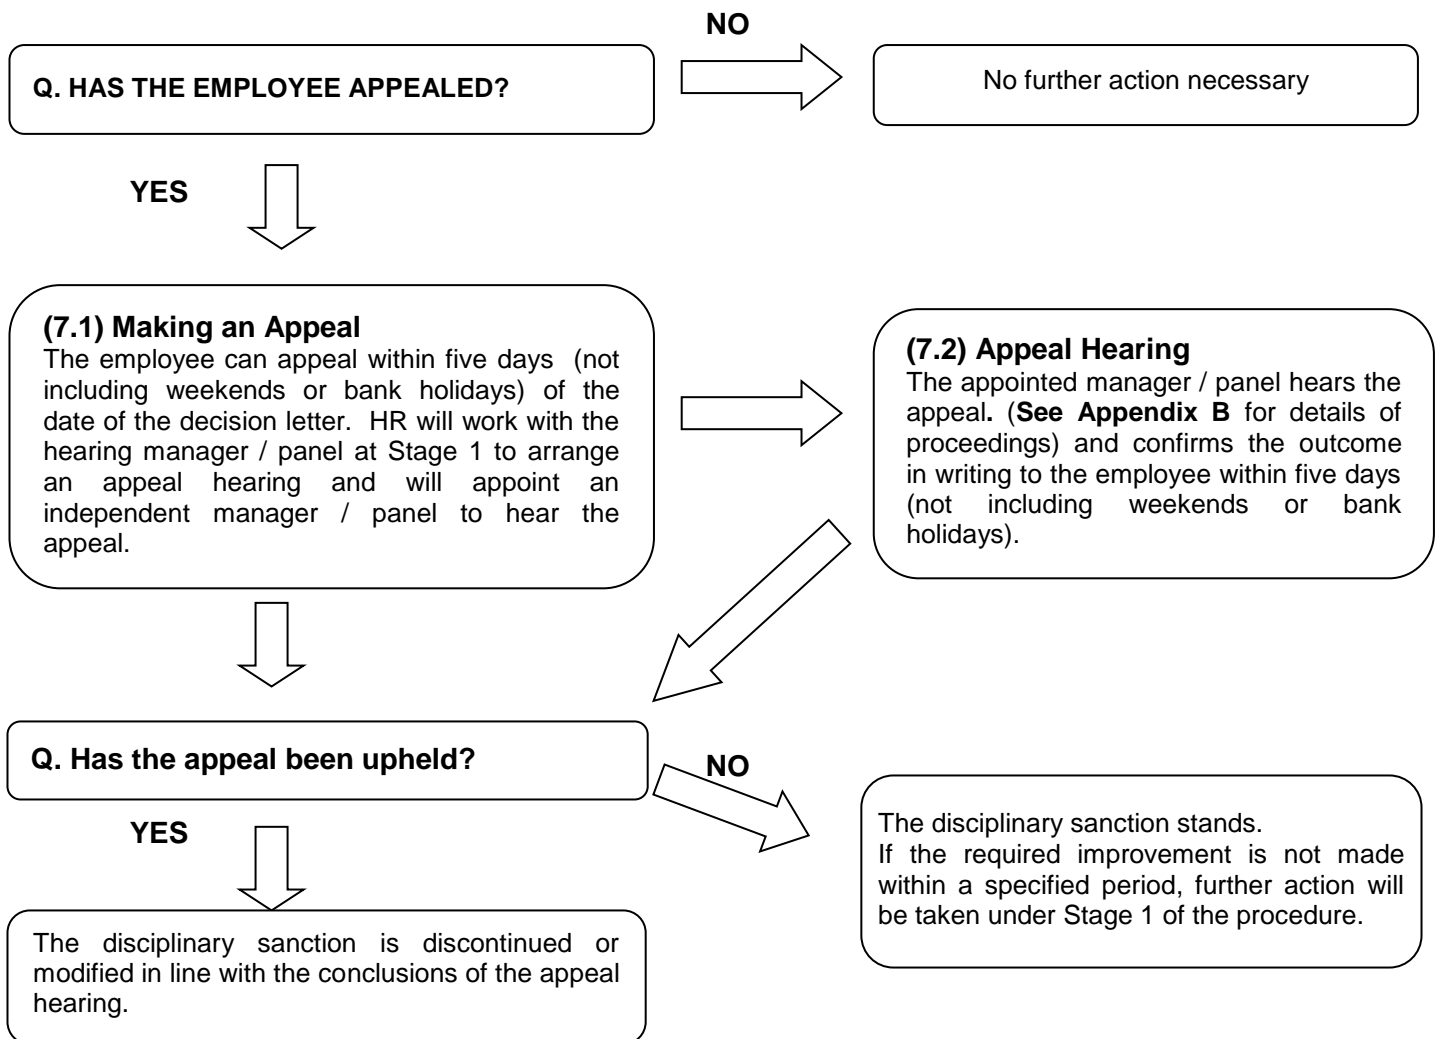 NO
Q. HAS THE EMPLOYEE APPEALED?
No further action necessary
YES
(7.1) Making an Appeal
The employee can appeal within five days (not
including weekends or bank holidays) of the
date of the decision letter. HR will work with the
hearing manager / panel at Stage 1 to arrange
an appeal hearing and will appoint an
independent manager / panel to hear the
appeal.
(7.2) Appeal Hearing
The appointed manager / panel hears the
appeal. (See Appendix B for details of
proceedings) and confirms the outcome
in writing to the employee within five days
(not including weekends or bank
holidays).
Q. Has the appeal been upheld?
NO
YES
The disciplinary sanction stands.
If the required improvement is not made
within a specified period, further action will
be taken under Stage 1 of the procedure.
The disciplinary sanction is discontinued or
modified in line with the conclusions of the appeal
hearing.